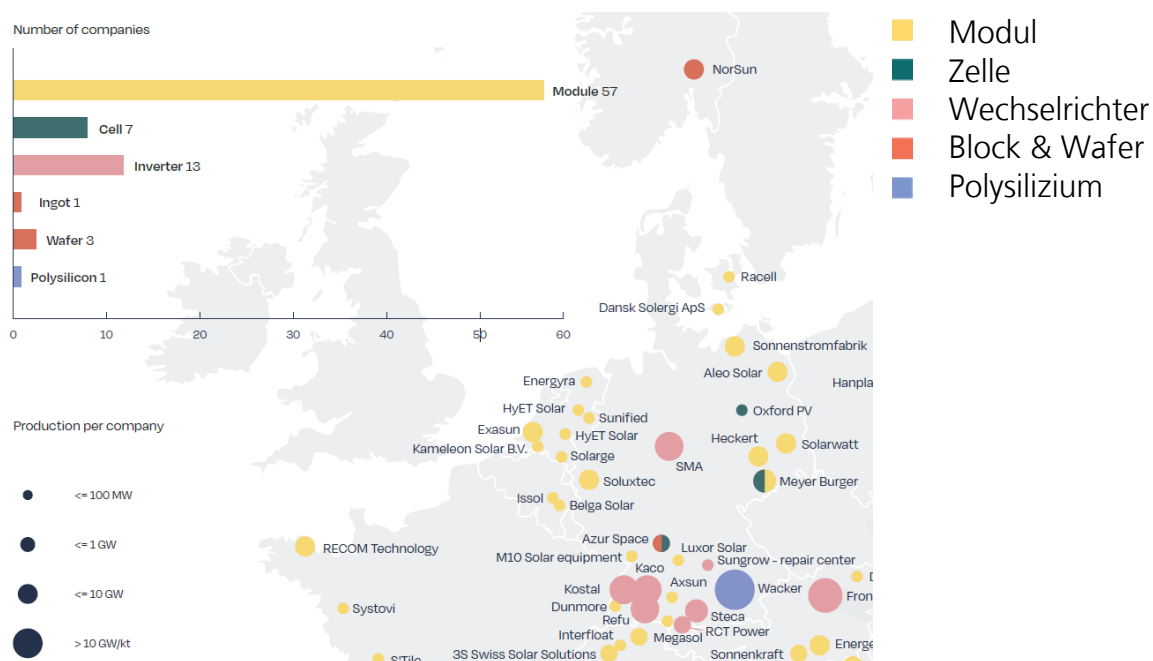 Number of companies
Module 57
Cell 7
Inverter 13
Ingot 1
Wafer 3
Polysilicon 1
0 10 20 30 40 50 60
Production per company
<= 100 MW
<= 1 GW
<= 10 GW
> 10 GW/kt
Modul
Zelle
Wechselrichter
Block & Wafer
Polysilizium
NorSun
Racell
Dansk Solergi ApS
Sonnenstromfabrik
Aleo Solar
Hanpla
Energyra
HyET Solar
Sunified
Oxford PV
Exasun
HyET Solar
Heckert
Solarwatt
Kameleon Solar B.V.
Solarge
SMA
Soluxtec
Meyer Burger
Issol
Belga Solar
Azur Space
Luxor Solar
RECOM Technology
M10 Solar equipment
Sungrow - repair center
Kaco
D
Kostal
Axsun
Wacker
Fron
Systovi
Dunmore
Refu
Steca
RCT Power
Interfloat
Megasol
Energe
3S Swiss Solar Solutions
Sonnenkraft
S'Tile